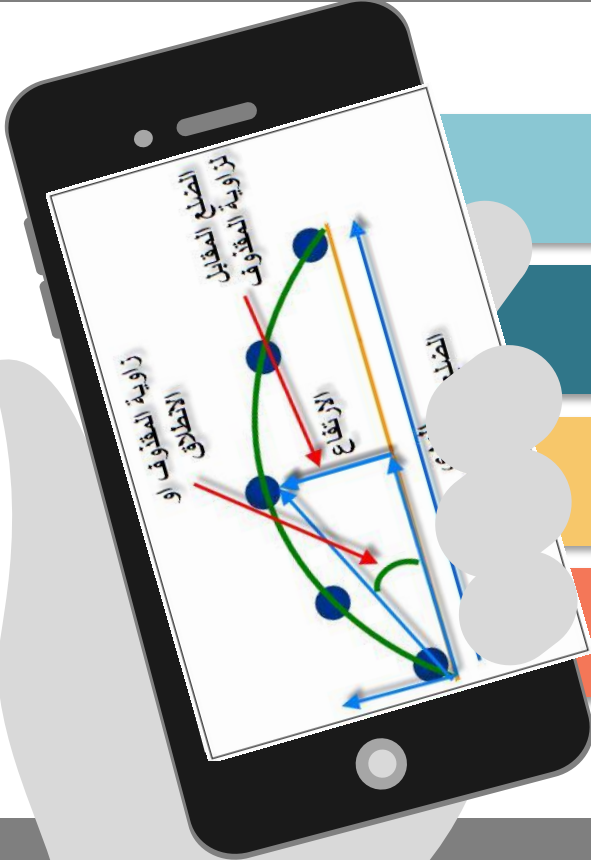 الضلع المقابل
لزاوية المقذوف
زاوية المقذوف او
الانطلاق
الارتفاع